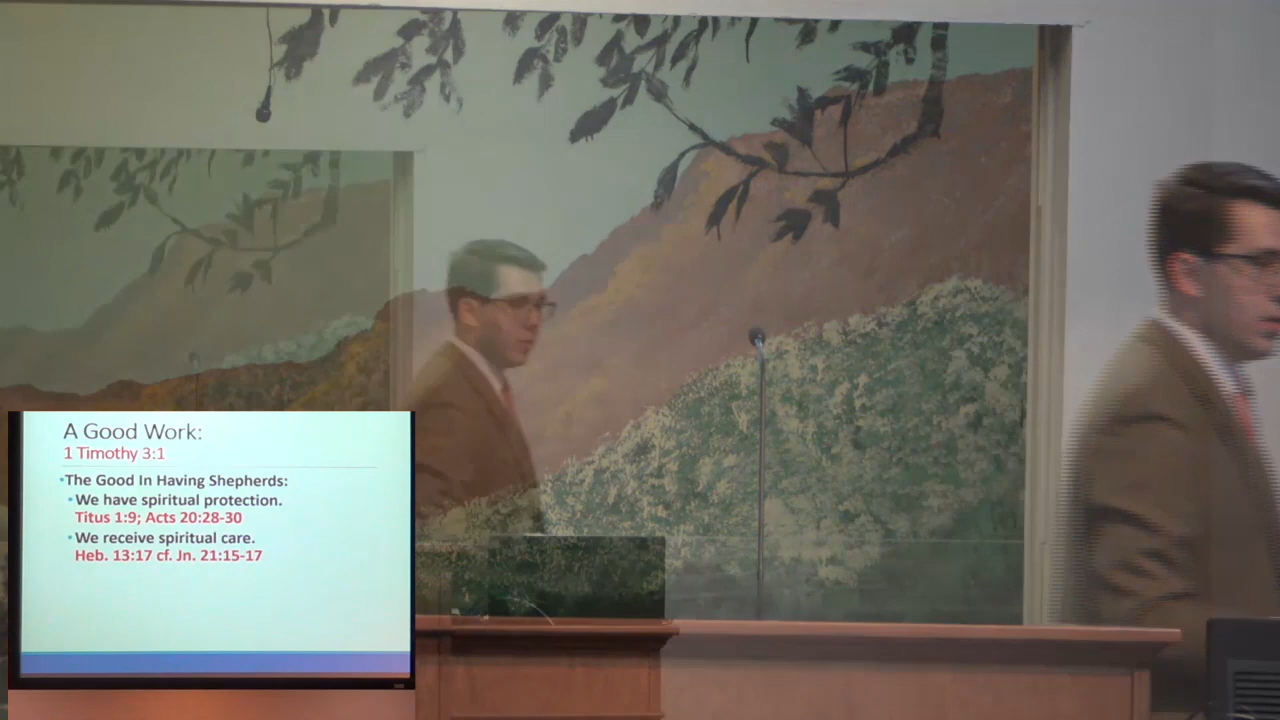 A Good Work:
1 Timothy 3:1
•The Good In Having Shepherds:
•We have spiritual protection.
Titus 1:9; Acts 20:28-30
•We receive spiritual care.
Heb. 13:17 cf. Jn. 21:15-17